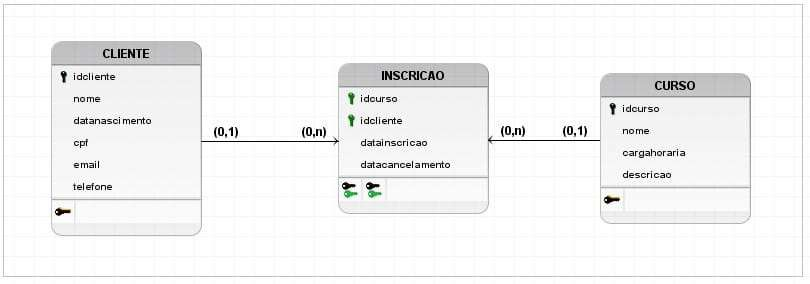 CLIENTE
idcliente
nome
datanascimento
cpf
email
telefone
(0,1)
(0,n)
INSCRICAO
idcurso
idcliente
datainscricao
datacancelamento
(0,n)
(0,1)
CURSO
idcurso
nome
cargahoraria
descricao